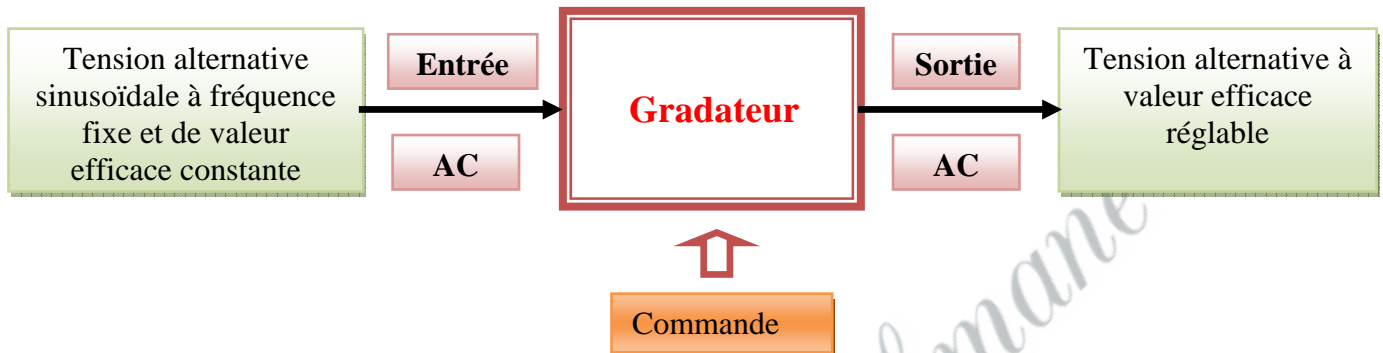 Tension alternative
sinusoïdale à fréquence
fixe et de valeur
efficace constante
Entrée
AC
Gradateur
Sortie
AC
Tension alternative à
valeur efficace
réglable
Commande